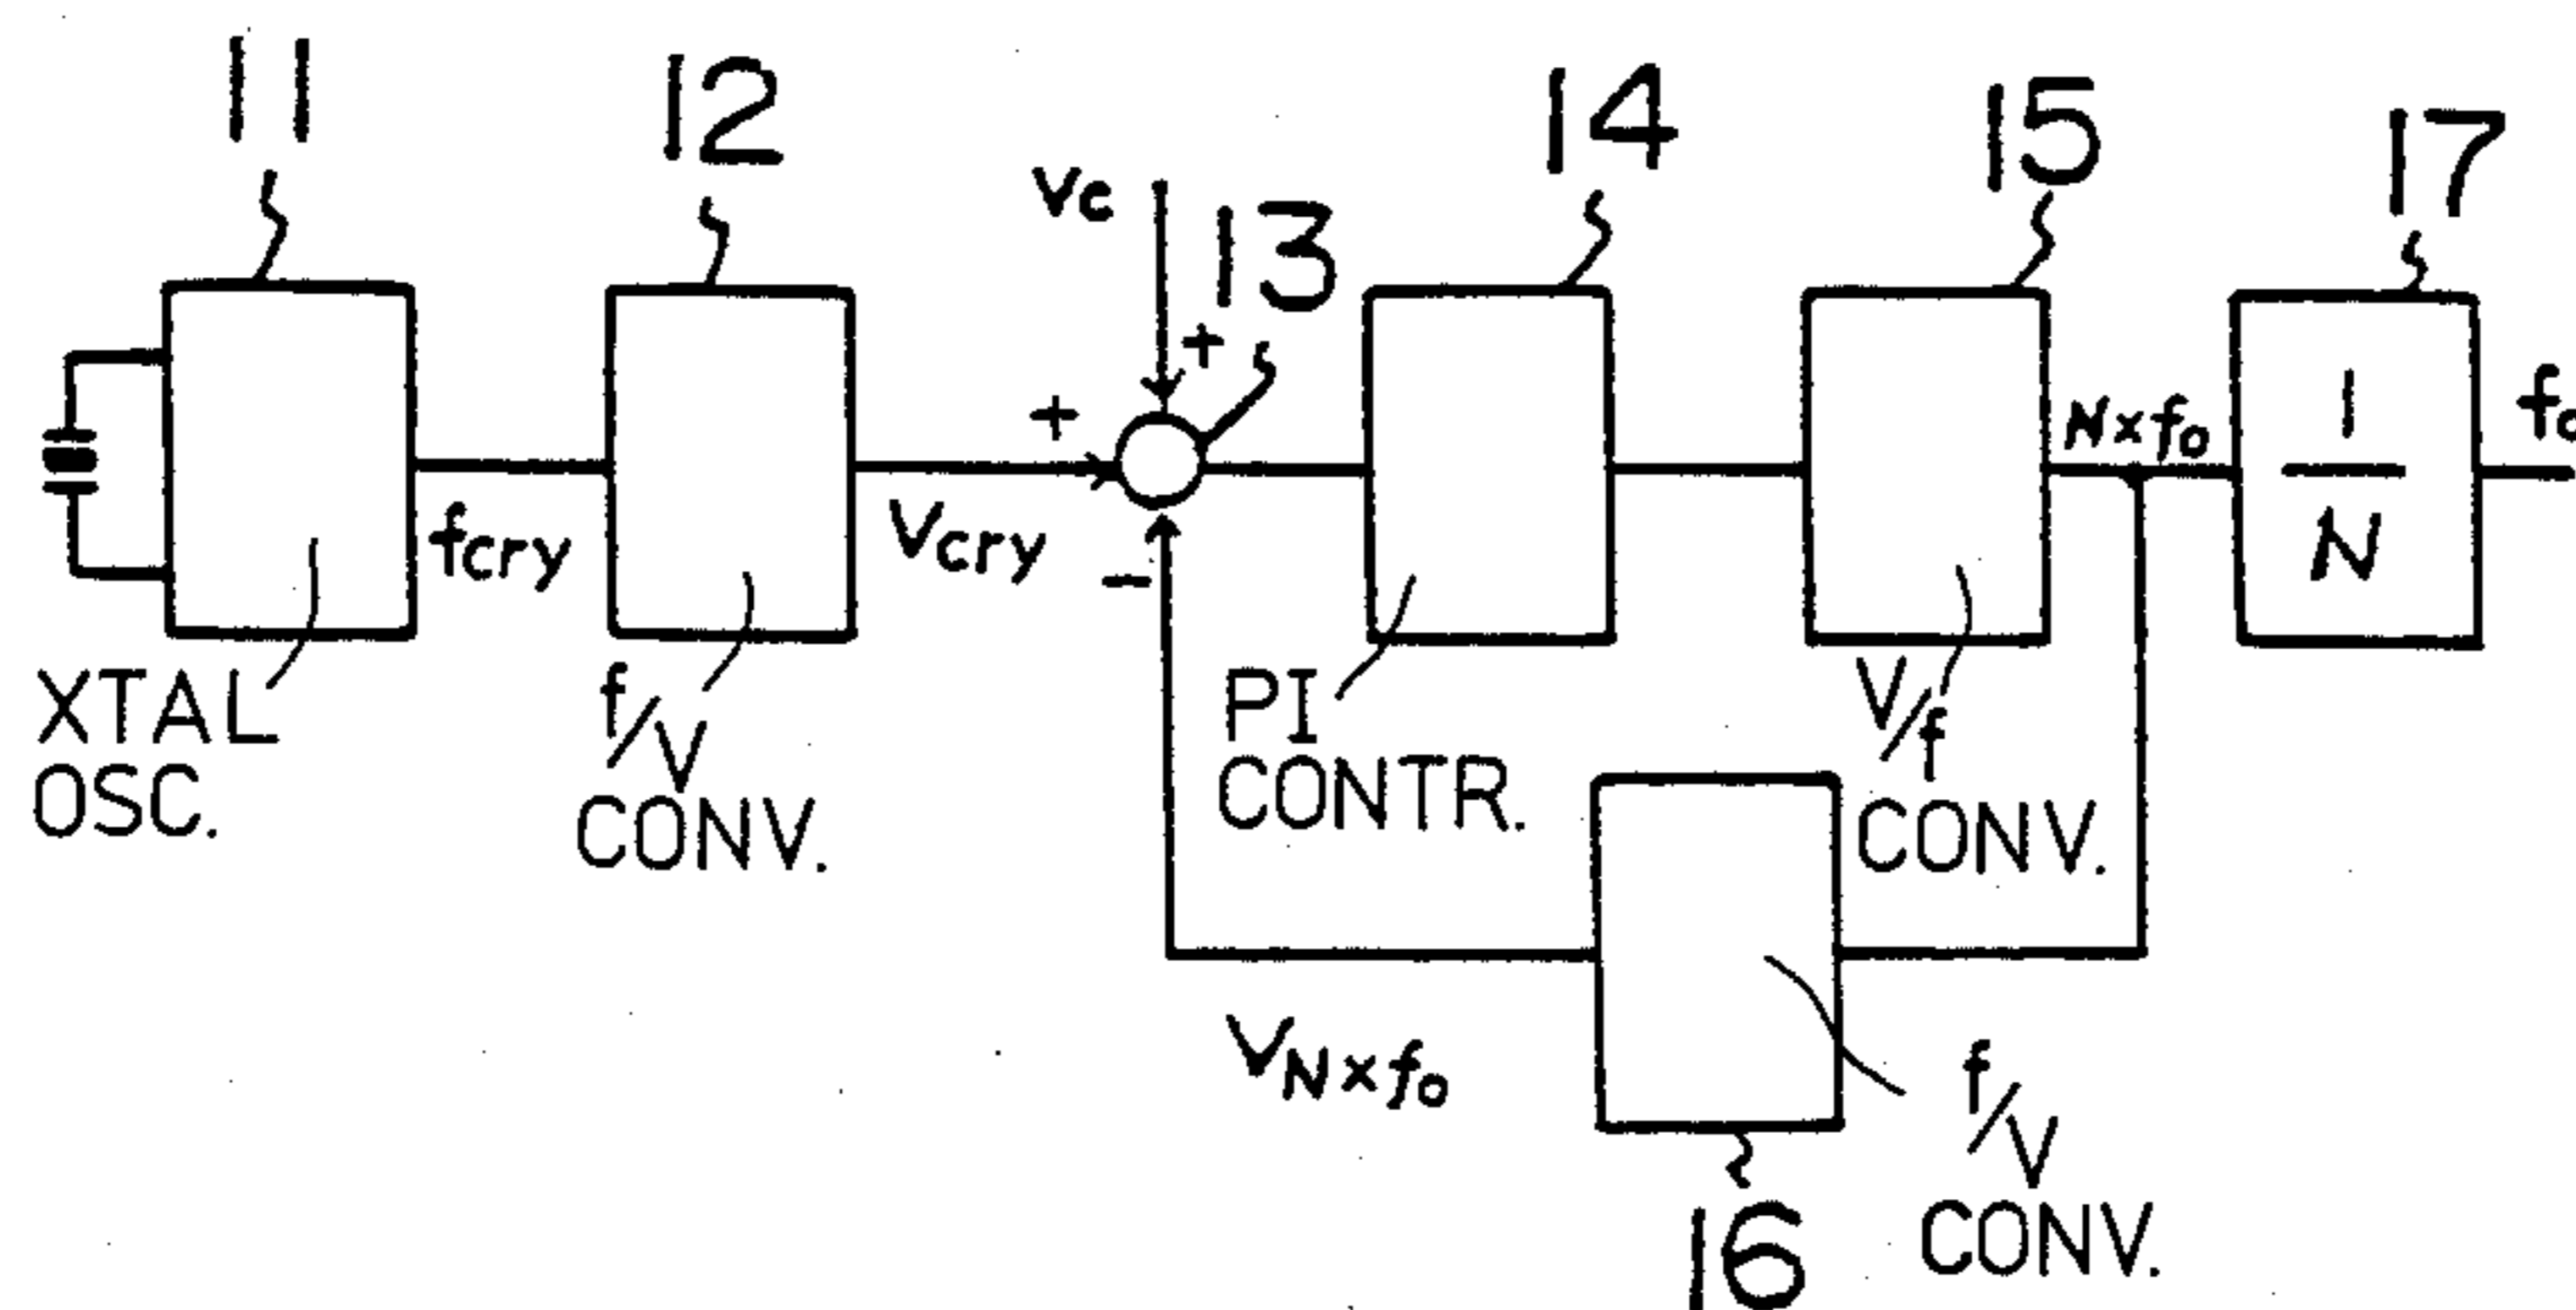 11
12
13
14
15
17
Vc
+
+
-
N×fo
1
N
fo
fcry
Vcry
XTAL
OSC.
f/V
CONV.
PI
CONTR.
V/f
CONV.
VN×fo
f/V
CONV.
16